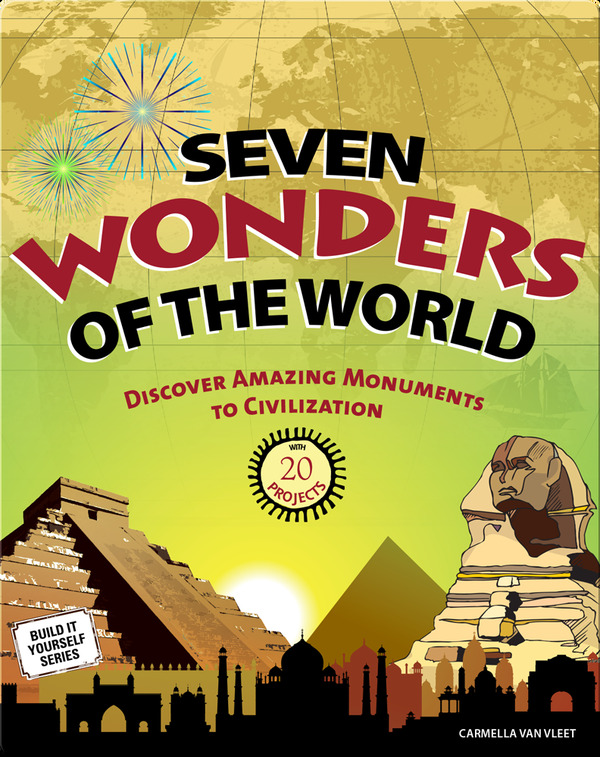 SEVEN
WONDERS
OF THE WORLD
DISCOVER AMAZING MONUMENTS
TO CIVILIZATION
WITH
20
PROJECTS
BUILD IT
YOURSELF
SERIES
CARMELLA VAN VLEET